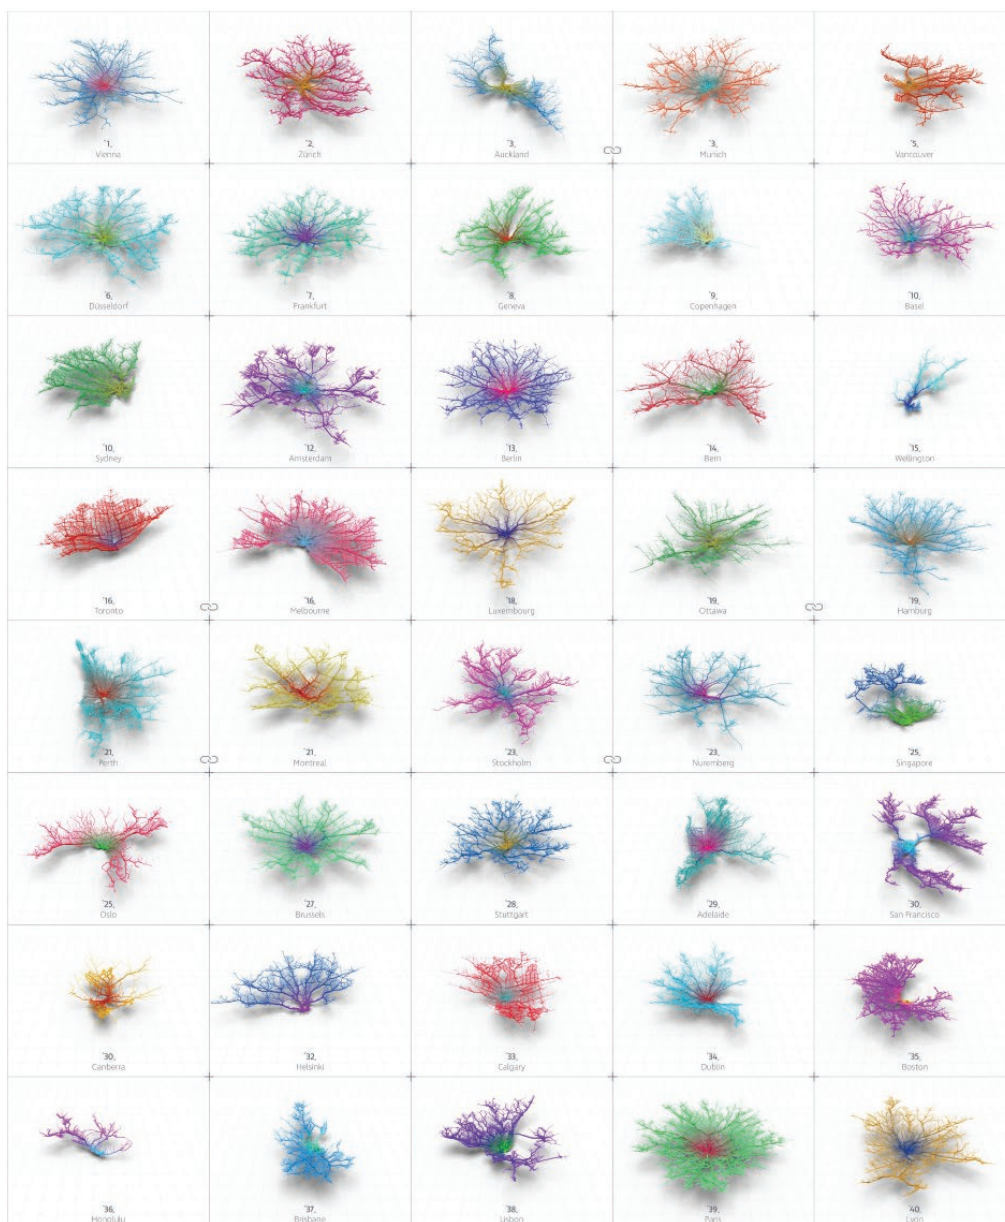 `1,
Vienna
`2,
Zürich
`3,
Auckland
`3,
Munich
`5,
Vancouver
`6,
Düsseldorf
`7,
Frankfurt
`8,
Geneva
`9,
Copenhagen
`10,
Basel
`10,
Sydney
`12,
Amsterdam
`13,
Berlin
`14,
Bern
`15,
Wellington
`16,
Toronto
`16,
Melbourne
`18,
Luxembourg
`19,
Ottawa
`19,
Hamburg
`21,
Perth
`21,
Montreal
`23,
Stockholm
`23,
Nuremberg
`25,
Singapore
`25,
Oslo
`27,
Brussels
`28,
Stuttgart
`29,
Adelaide
`30,
San Francisco
`30,
Canberra
`32,
Helsinki
`33,
Calgary
`34,
Dublin
`35,
Boston
`36,
Honolulu
`37,
Brisbane
`38,
Lisbon
`39,
Paris
`40,
Lyon